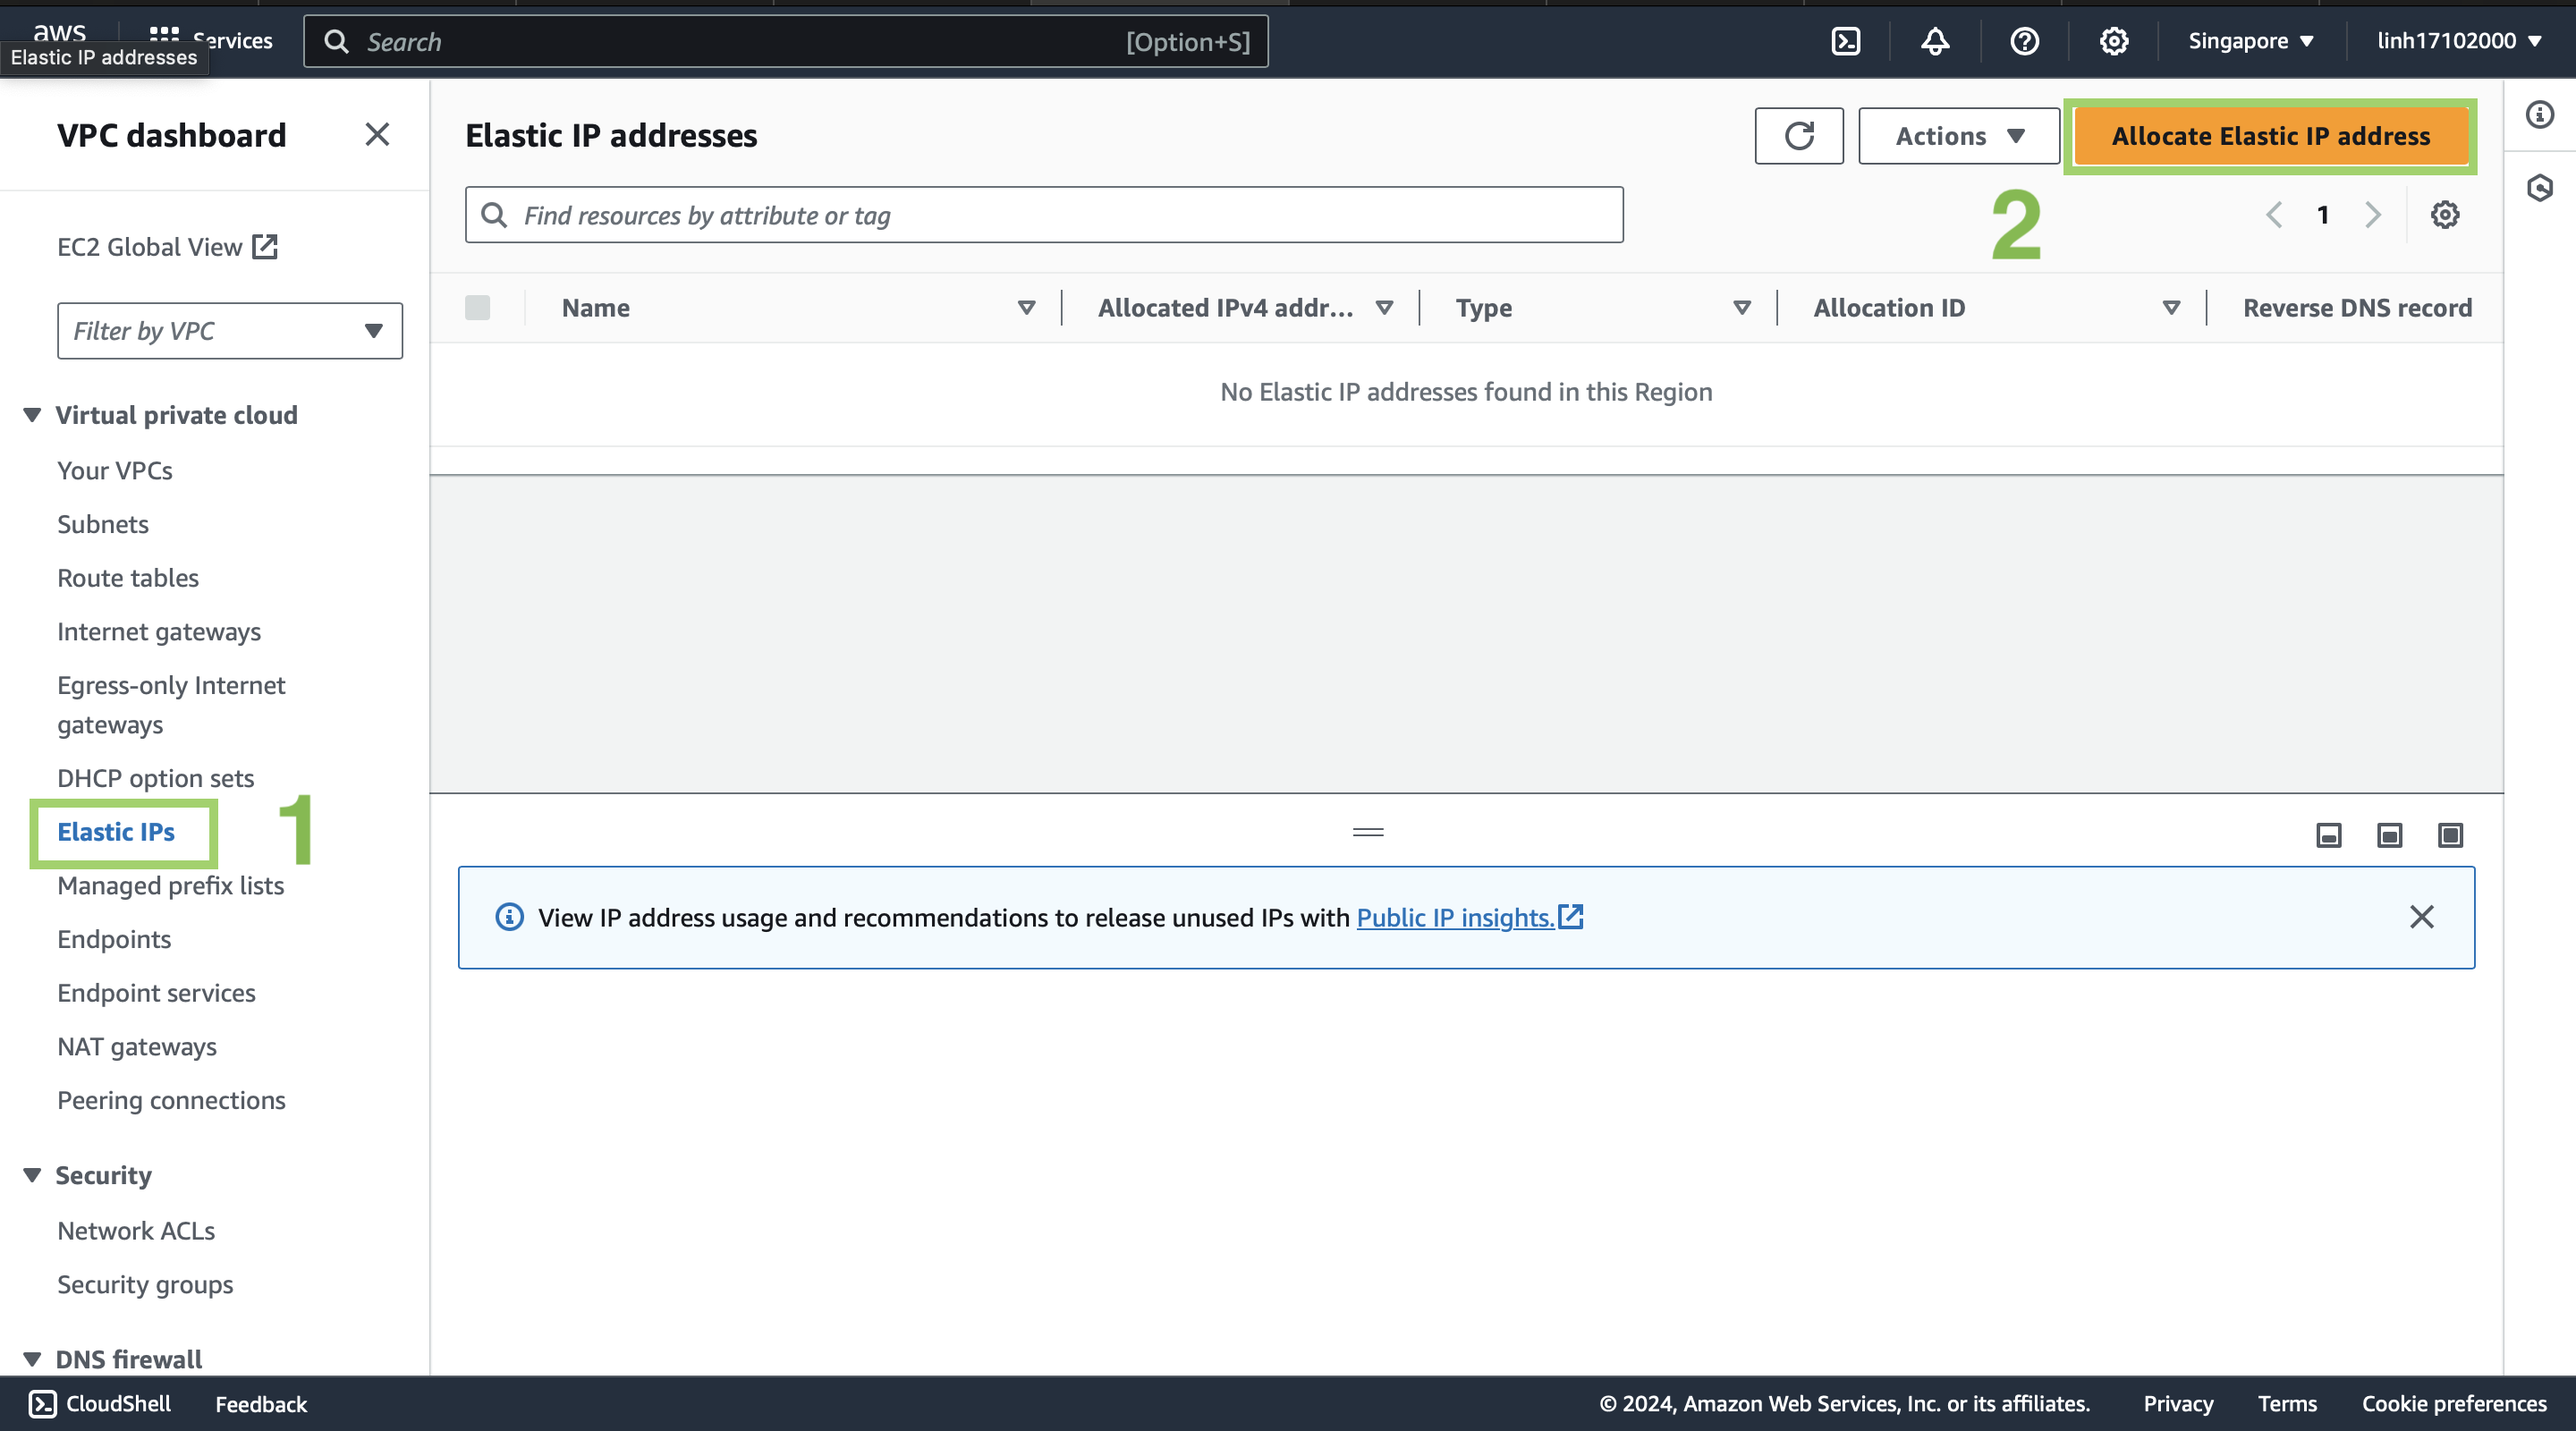 aws
Services
Search
[Option+S]
Singapore
linh17102000
Elastic IP addresses
VPC dashboard
EC2 Global View
Filter by VPC
Virtual private cloud
Your VPCs
Subnets
Route tables
Internet gateways
Egress-only Internet
gateways
DHCP option sets
Elastic IPs
1
Managed prefix lists
Endpoints
Endpoint services
NAT gateways
Peering connections
Security
Network ACLs
Security groups
DNS firewall
Elastic IP addresses
Actions
Allocate Elastic IP address
Find resources by attribute or tag
2
1
Name
Allocated IPv4 addr...
Type
Allocation ID
Reverse DNS record
No Elastic IP addresses found in this Region
View IP address usage and recommendations to release unused IPs with Public IP insights.
CloudShell
Feedback
© 2024, Amazon Web Services, Inc. or its affiliates.
Privacy
Terms
Cookie preferences